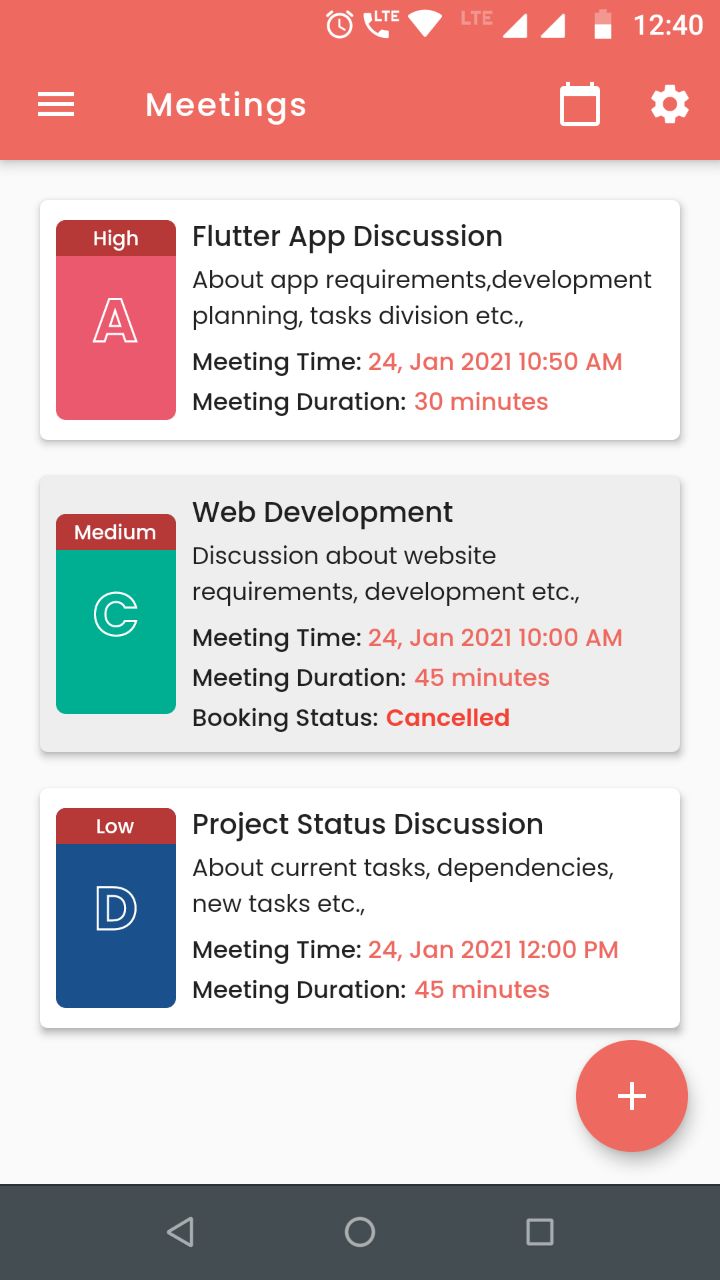 LTE LTE 12:40
Meetings
High
A
Flutter App Discussion
About app requirements,development
planning, tasks division etc.,
Meeting Time: 24, Jan 2021 10:50 AM
Meeting Duration: 30 minutes
Medium
C
Web Development
Discussion about website
requirements, development etc.,
Meeting Time: 24, Jan 2021 10:00 AM
Meeting Duration: 45 minutes
Booking Status: Cancelled
Low
D
Project Status Discussion
About current tasks, dependencies,
new tasks etc.,
Meeting Time: 24, Jan 2021 12:00 PM
Meeting Duration: 45 minutes